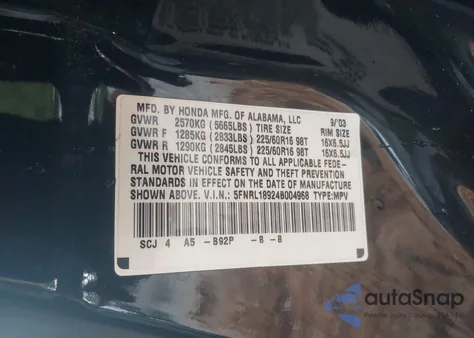 MFD. BY HONDA MFG. OF ALABAMA, LLC 9/'03
GVWR 2570KG (5665LBS) TIRE SIZE RIM SIZE
GVWR F 1285KG (2833LBS) 225/60R16 98T 16X6.5JJ
GVWR R 1290KG (2845LBS) 225/60R16 98T 16X6.5JJ
THIS VEHICLE CONFORMS TO ALL APPLICABLE FEDE-
RAL MOTOR VEHICLE SAFETY AND THEFT PREVENTION
STANDARDS IN EFFECT ON THE DATE OF MANUFACTURE
SHOWN ABOVE. V.I.N.: 5FNRL18924B004968 TYPE:MPV
SCJ 4 A5 -B92P -B -B
autoSnap